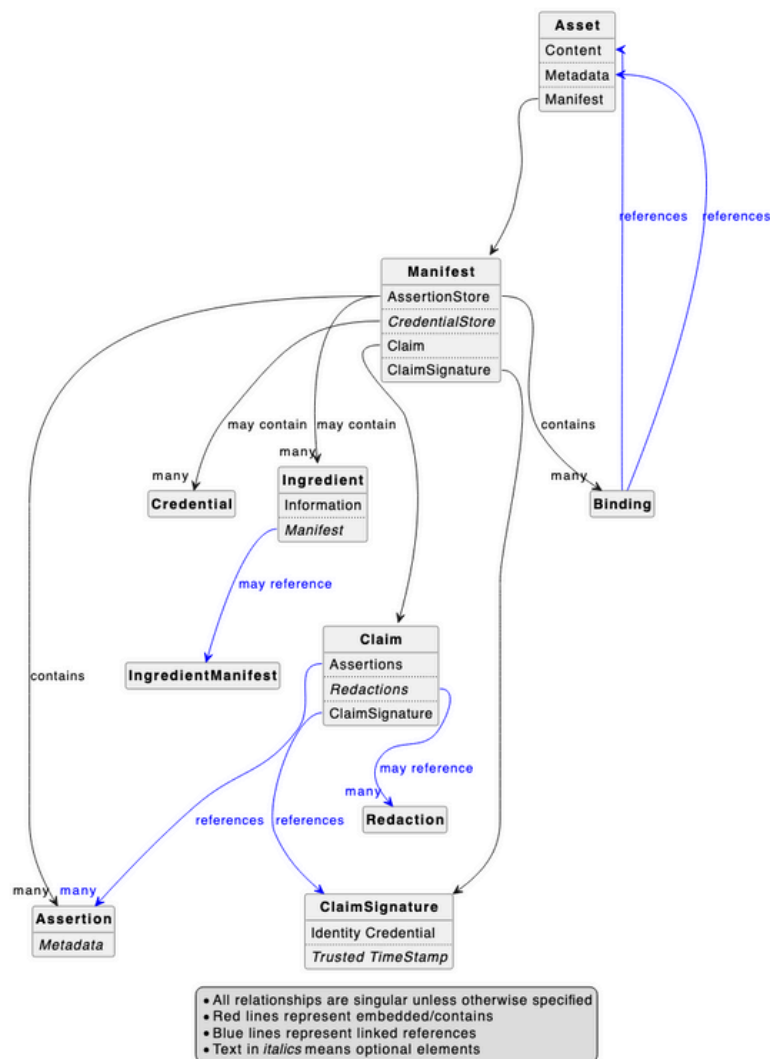 Asset
Content
Metadata
Manifest
references
references
Manifest
AssertionStore
CredentialStore
Claim
ClaimSignature
may contain
may contain
contains
many
many
many
Credential
Ingredient
Information
Manifest
Binding
may reference
IngredientManifest
Claim
Assertions
Redactions
ClaimSignature
contains
may reference
many
Redaction
references
references
many
many
Assertion
Metadata
ClaimSignature
Identity Credential
Trusted TimeStamp
• All relationships are singular unless otherwise specified
• Red lines represent embedded/contains
• Blue lines represent linked references
• Text in italics means optional elements